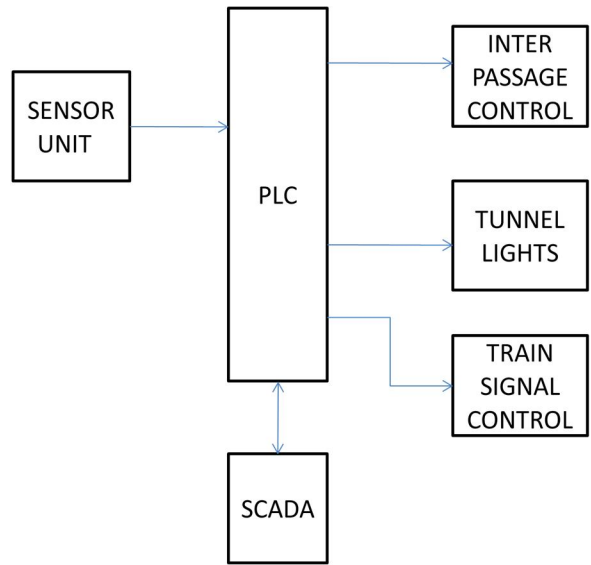 SENSOR
UNIT
PLC
INTER
PASSAGE
CONTROL
TUNNEL
LIGHTS
TRAIN
SIGNAL
CONTROL
SCADA